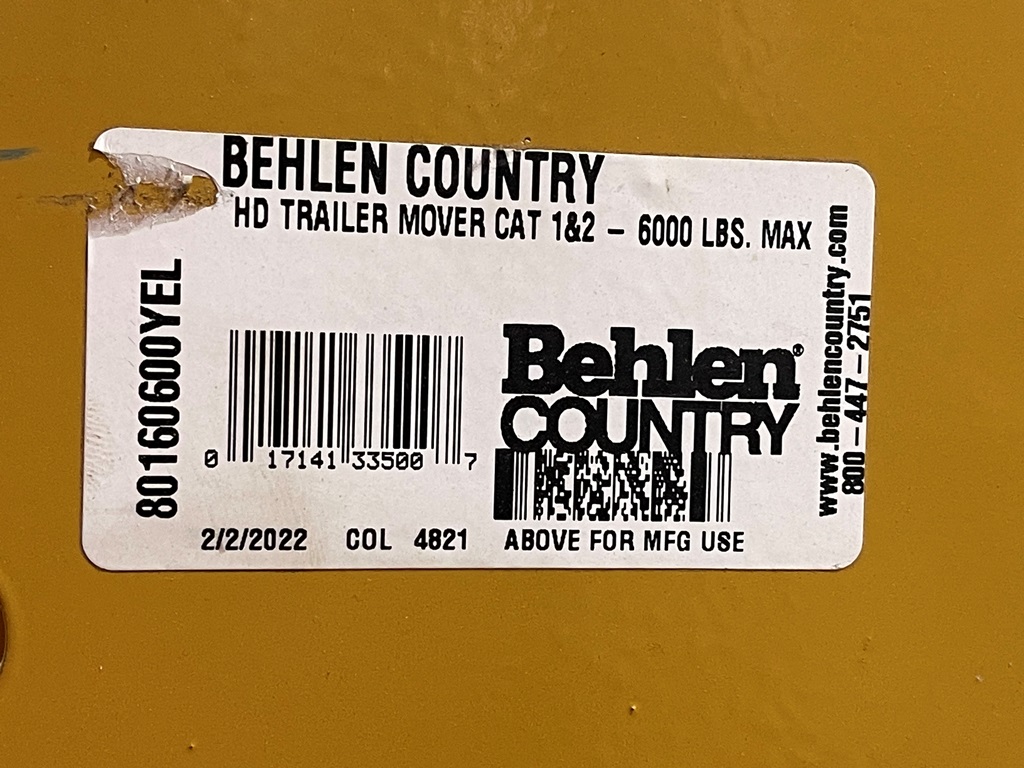 BEHLEN COUNTRY
HD TRAILER MOVER CAT 1&2 – 6000 LBS. MAX
80160600YEL
0 17141 33500 7
Behlen®
COUNTRY
2/2/2022 COL 4821 ABOVE FOR MFG USE
www.behlencountry.com
800-447-2751